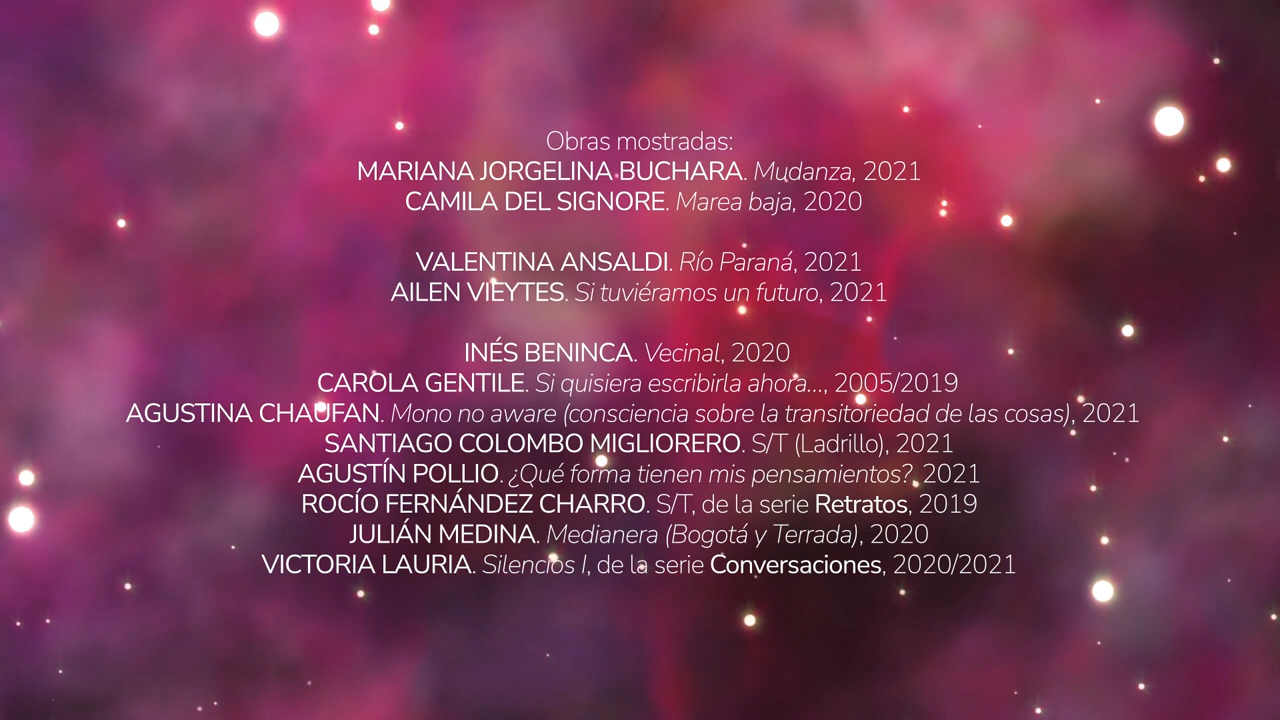 Obras mostradas:
MARIANA JORGELINA BUCHARA. Mudanza, 2021
CAMILA DEL SIGNORE. Marea baja, 2020
VALENTINA ANSALDI. Río Paraná, 2021
AILEN VIEYTES. Si tuviéramos un futuro, 2021
INÉS BENINCA. Vecinal, 2020
CAROLA GENTILE. Si quisiera escribirla ahora..., 2005/2019
AGUSTINA CHAUFAN. Mono no aware (consciencia sobre la transitoriedad de las cosas), 2021
SANTIAGO COLOMBO MIGLIORERO. S/T (Ladrillo), 2021
AGUSTÍN POLLIO. ¿Qué forma tienen mis pensamientos?, 2021
ROCÍO FERNÁNDEZ CHARRO. S/T, de la serie Retratos, 2019
JULIÁN MEDINA. Medianera (Bogotá y Terrada), 2020
VICTORIA LAURIA. Silencios I, de la serie Conversaciones, 2020/2021